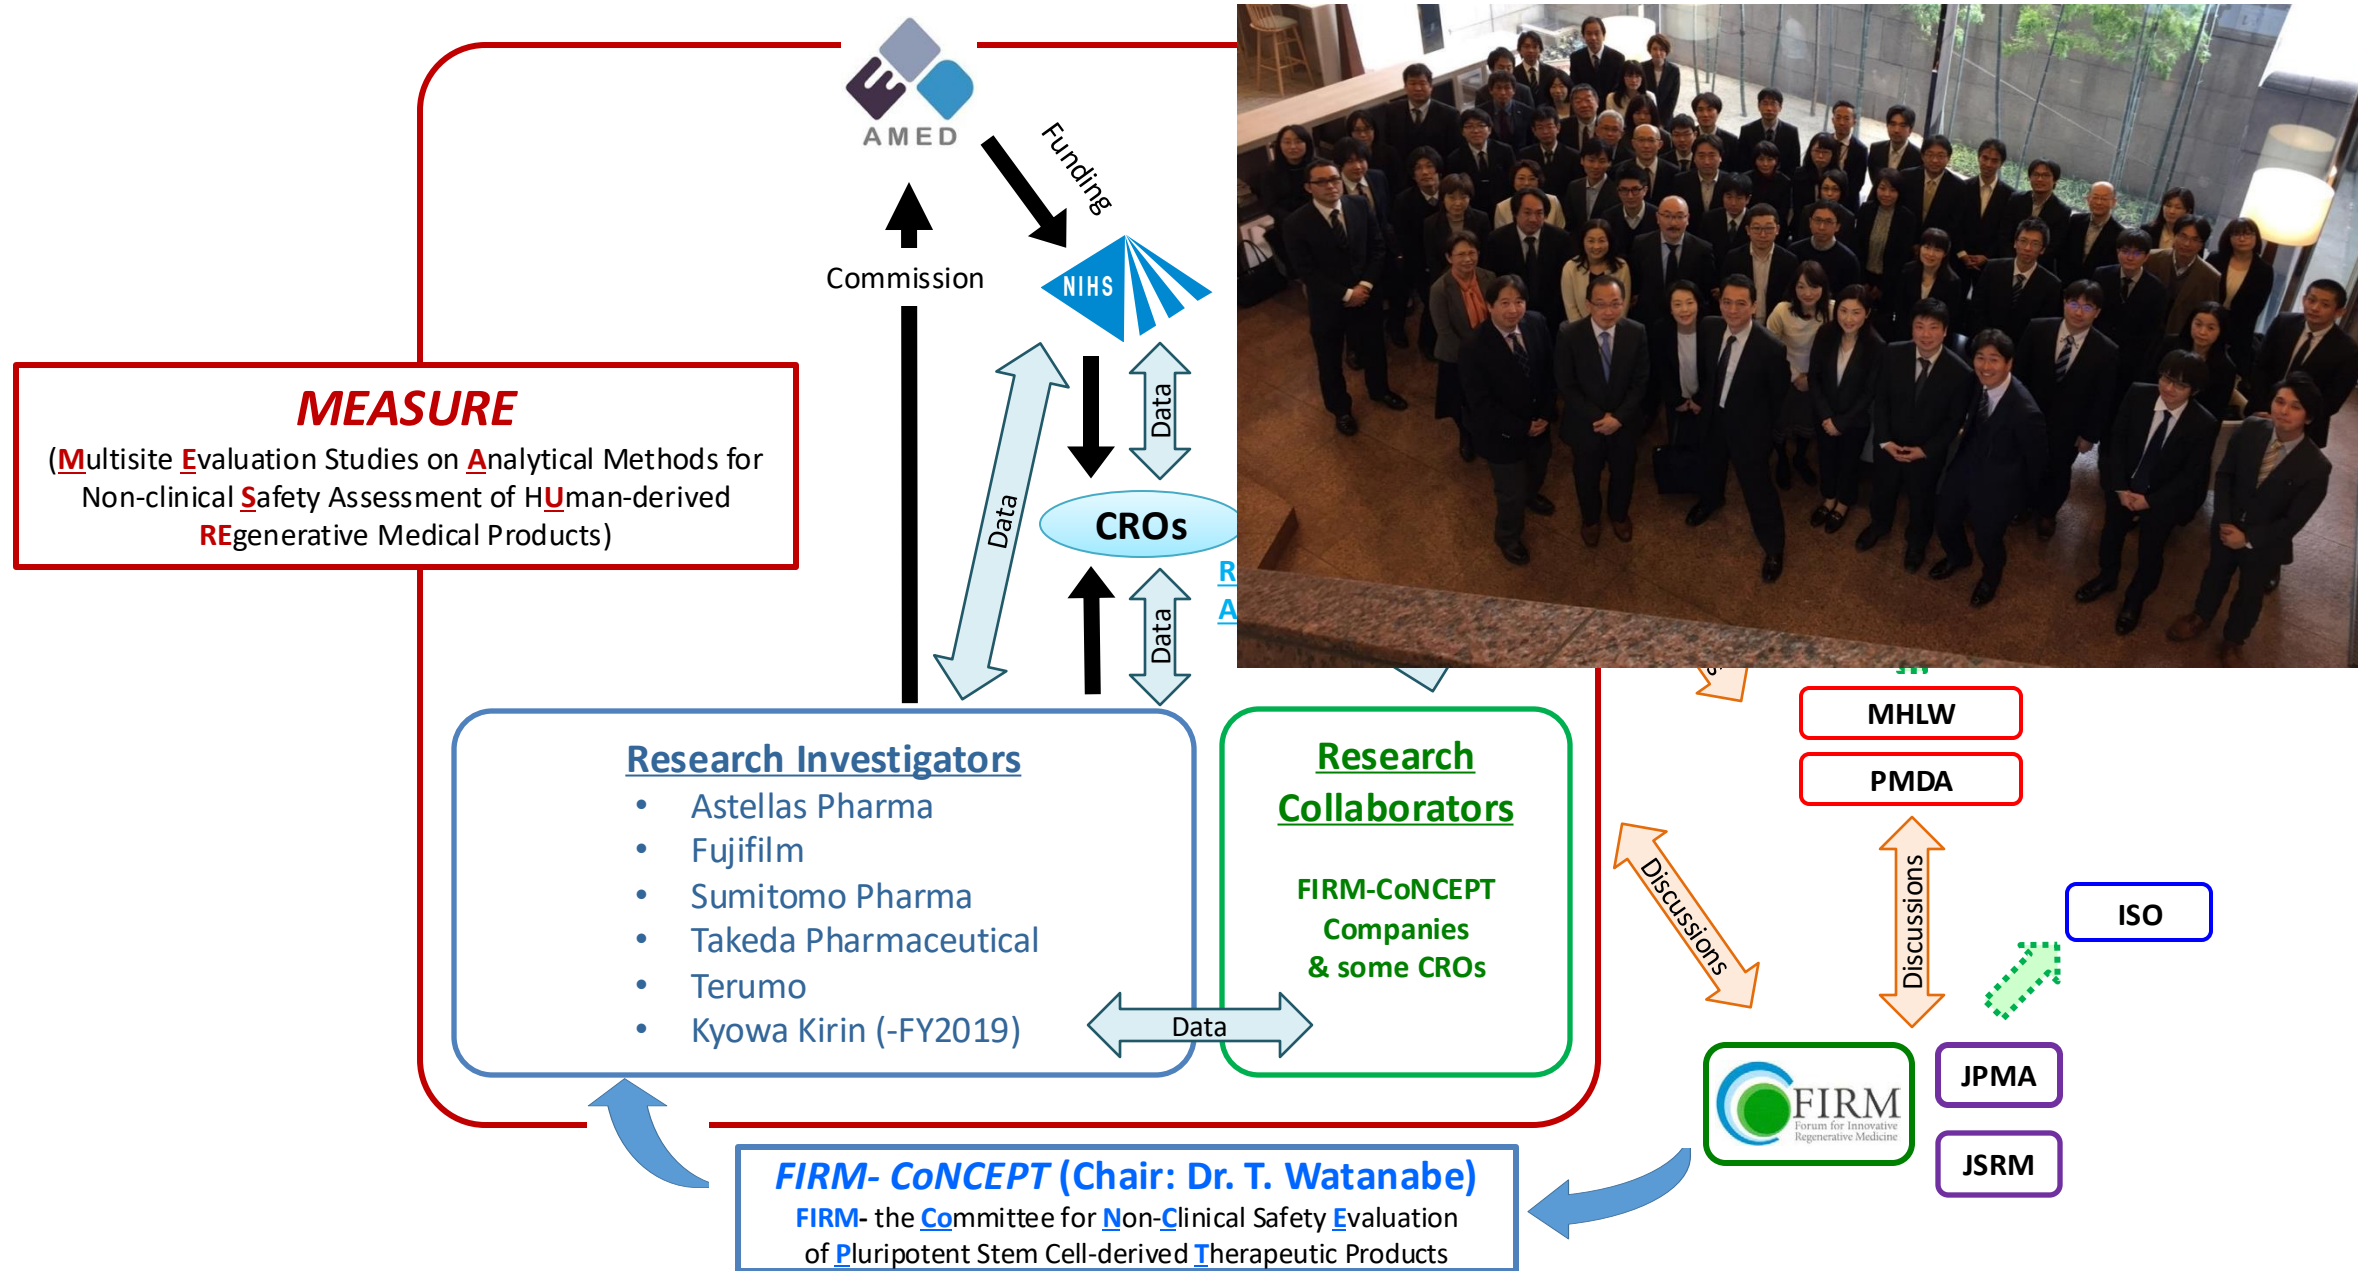 AMED
Funding
Commission
NIHS
MEASURE
(Multisite Evaluation Studies on Analytical Methods for
Non-clinical Safety Assessment of HUman-derived
REgenerative Medical Products)
Data
Data
CROs
R
A
Data
Research Investigators
• Astellas Pharma
• Fujifilm
• Sumitomo Pharma
• Takeda Pharmaceutical
• Terumo
• Kyowa Kirin (-FY2019)
Data
Research
Collaborators
FIRM-CoNCEPT
Companies
& some CROs
MHLW
PMDA
Discussions
Discussions
ISO
FIRM
Forum for Innovative
Regenerative Medicine
JPMA
JSRM
FIRM- CoNCEPT (Chair: Dr. T. Watanabe)
FIRM- the Committee for Non-Clinical Safety Evaluation
of Pluripotent Stem Cell-derived Therapeutic Products